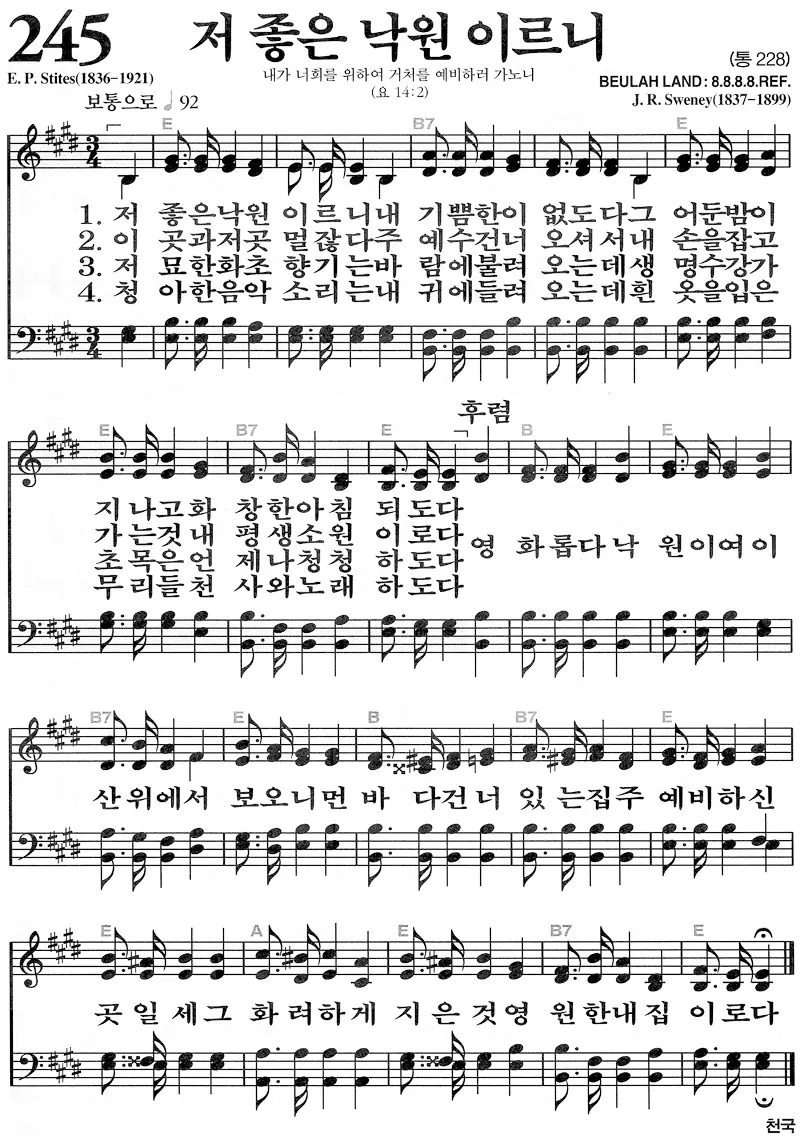 245 저 좋은 낙원 이르니
(통 228)
E. P. Stites(1836-1921)
내가 너희를 위하여 거처를 예비하러 가노니
(요 14:2)
BEULAH LAND: 8.8.8.8.REF.
J. R. Sweney(1837-1899)
보통으로 ♩ 92
E B7 E
1. 저 좋은낙원 이르니내 기쁨한이 없도다그 어둔밤이
2. 이 곳과저곳 멀잖다주 예수건너 오셔서내 손을잡고
3. 저 묘한화초 향기는바 람에불려 오는데생 명수강가
4. 청 아한음악 소리는내 귀에들려 오는데흰 옷을입은
후렴
E B7 E B E
지나고화 창한아침 되도다
가는것내 평생소원 이로다
초목은언 제나청청 하도다
무리들천 사와노래 하도다
영 화롭다낙 원이여이
B7 E B B7 E
산위에서 보오니먼 바 다건너 있 는집주 예비하신
E A E B7 E
곳일세그 화려하게 지은것영 원한내집 이로다
천국